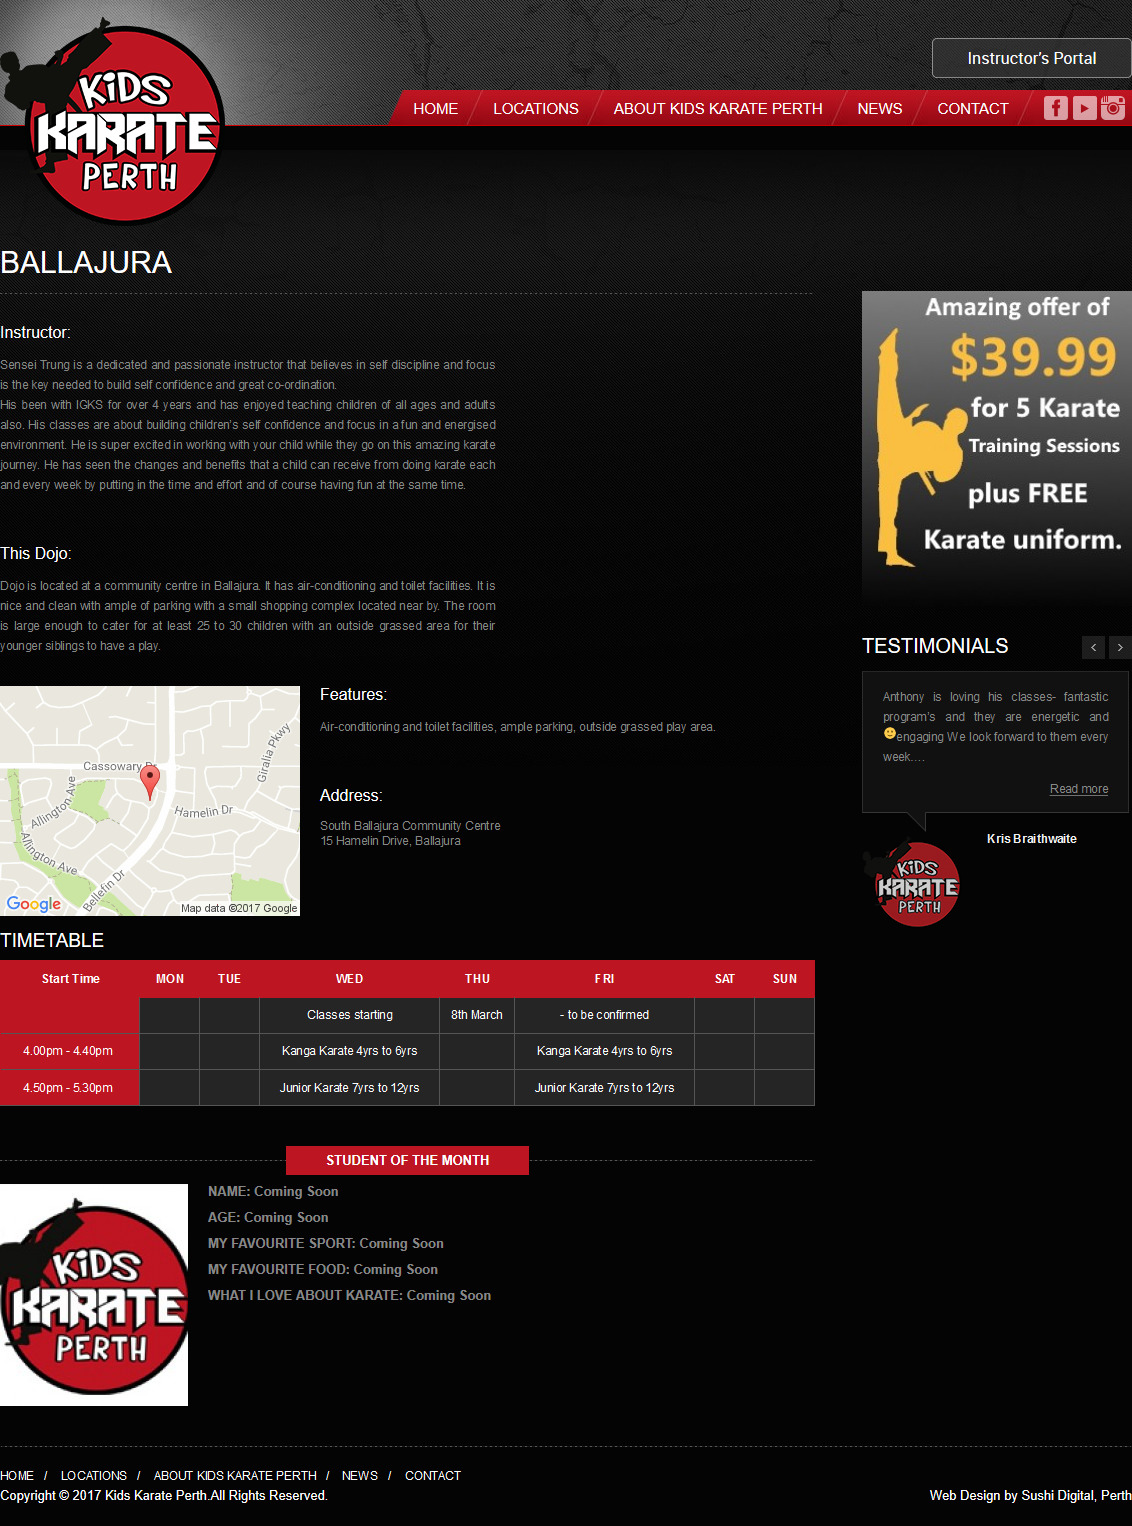 KiDS
KARATE
PERTH
Instructor's Portal
HOME
LOCATIONS
ABOUT KIDS KARATE PERTH
NEWS
CONTACT
BALLAJURA
Instructor:
Sensei Trung is a dedicated and passionate instructor that believes in self discipline and focus
is the key needed to build self confidence and great co-ordination.
His been with IGKS for over 4 years and has enjoyed teaching children of all ages and adults
also. His classes are about building children's self confidence and focus in a fun and energised
environment. He is super excited in working with your child while they go on this amazing karate
journey. He has seen the changes and benefits that a child can receive from doing karate each
and every week by putting in the time and effort and of course having fun at the same time.
This Dojo:
Dojo is located at a community centre in Ballajura. It has air-conditioning and toilet facilities. It is
nice and clean with ample of parking with a small shopping complex located near by. The room
is large enough to cater for at least 25 to 30 children with an outside grassed area for their
younger siblings to have a play.
Amazing offer of
$39.99
for 5 Karate
Training Sessions
plus FREE
Karate uniform.
TESTIMONIALS
Anthony is loving his classes- fantastic
program's and they are energetic and
engaging We look forward to them every
week....
Read more
Kris Braithwaite
KiDS
KARATE
PERTH
Cassowary Dr
Giralia Pkwy
Allington Ave
Hamelin Dr
Allington Ave
Bellefin Dr
Google
Map data ©2017 Google
Features:
Air-conditioning and toilet facilities, ample parking, outside grassed play area.
Address:
South Ballajura Community Centre
15 Hamelin Drive, Ballajura
TIMETABLE
Start Time MON TUE WED THU FRI SAT SUN
Classes starting 8th March - to be confirmed
4.00pm - 4.40pm Kanga Karate 4yrs to 6yrs Kanga Karate 4yrs to 6yrs
4.50pm - 5.30pm Junior Karate 7yrs to 12yrs Junior Karate 7yrs to 12yrs
STUDENT OF THE MONTH
KiDS
KARATE
PERTH
NAME: Coming Soon
AGE: Coming Soon
MY FAVOURITE SPORT: Coming Soon
MY FAVOURITE FOOD: Coming Soon
WHAT I LOVE ABOUT KARATE: Coming Soon
HOME / LOCATIONS / ABOUT KIDS KARATE PERTH / NEWS / CONTACT
Copyright © 2017 Kids Karate Perth.All Rights Reserved.
Web Design by Sushi Digital, Perth